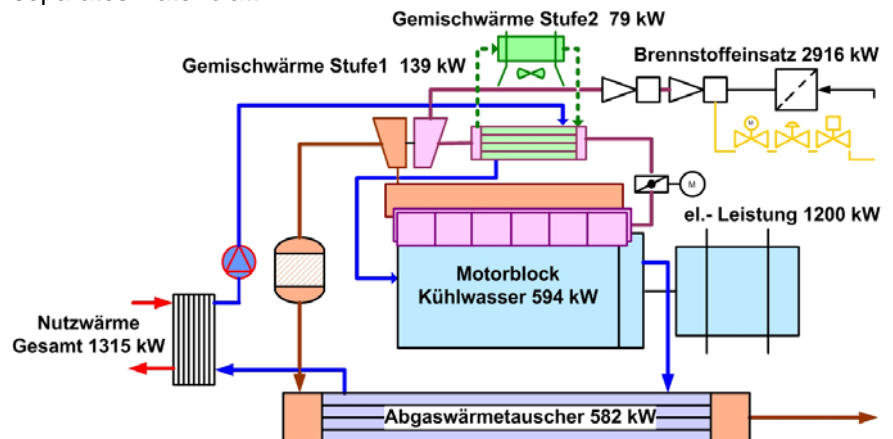 Gemischwärme Stufe2 79 kW
Gemischwärme Stufe1 139 kW
Brennstoffeinsatz 2916 kW
M
M
el.- Leistung 1200 kW
Motorblock
Kühlwasser 594 kW
Nutzwärme
Gesamt 1315 kW
Abgaswärmetauscher 582 kW